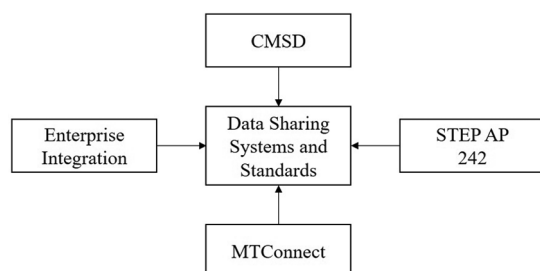 CMSD
Enterprise
Integration
Data Sharing
Systems and
Standards
STEP AP
242
MTConnect